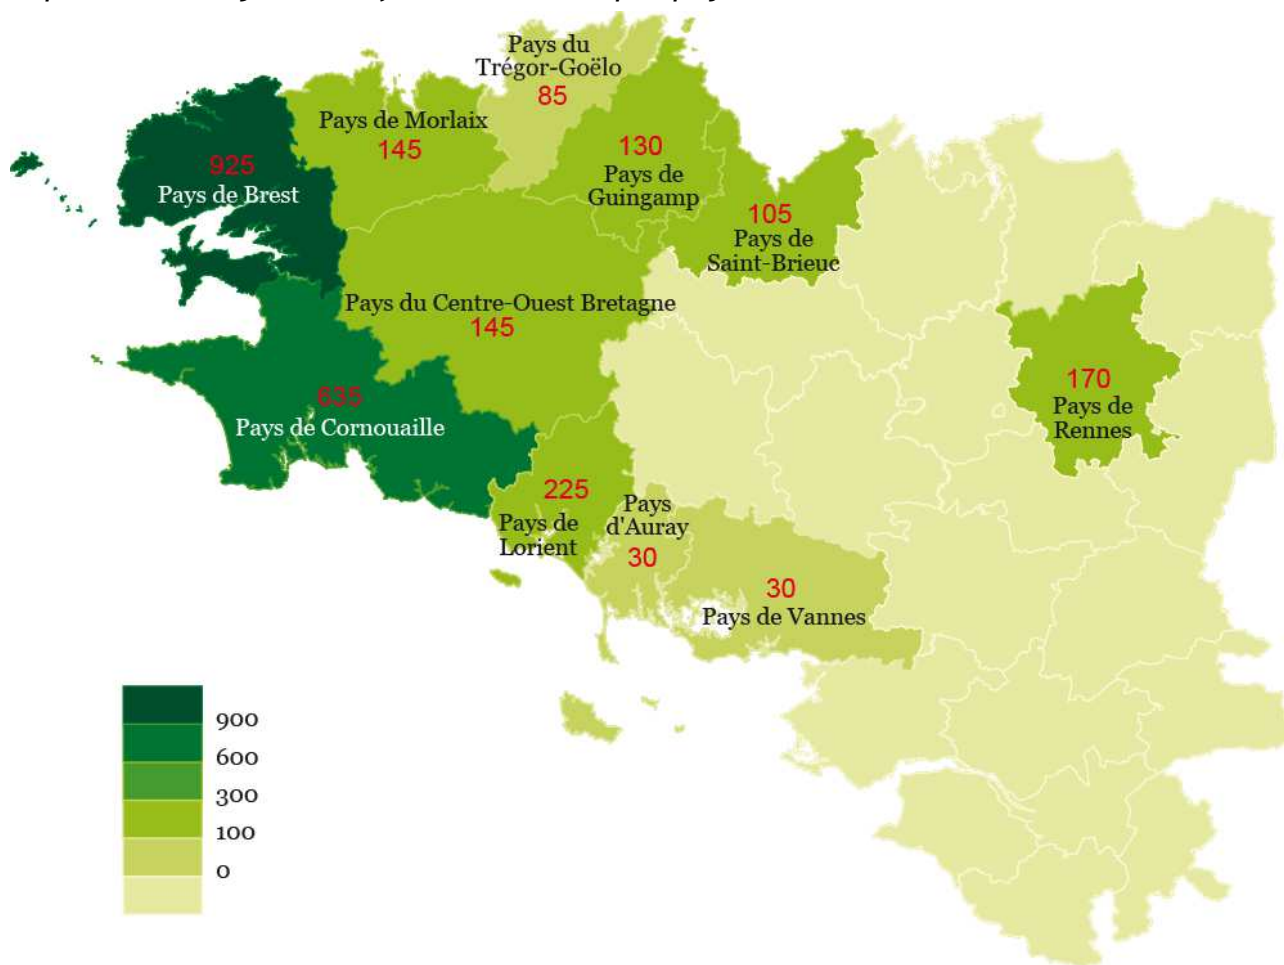 Pays du
Trégor-Goëlo
85
Pays de Morlaix
145
130
Pays de
Guingamp
925
Pays de Brest
105
Pays de
Saint-Brieuc
Pays du Centre-Ouest Bretagne
145
170
Pays de
Rennes
635
Pays de Cornouaille
225
Pays de
Lorient
Pays
d'Auray
30
30
Pays de Vannes
900
600
300
100
0